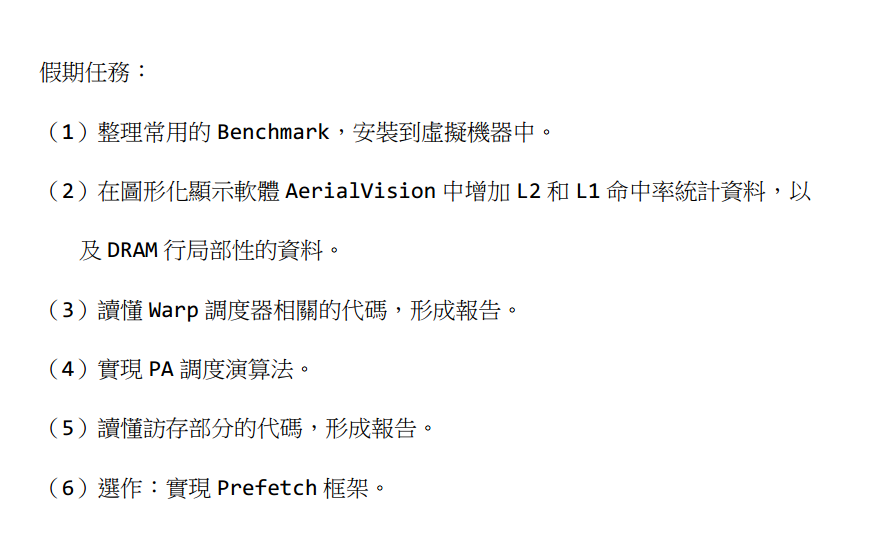 假期任務：
（1）整理常用的 Benchmark，安裝到虛擬機器中。
（2）在圖形化顯示軟體 AerialVision 中增加 L2 和 L1 命中率統計資料，以
及 DRAM 行局部性的資料。
（3）讀懂 Warp 調度器相關的代碼，形成報告。
（4）實現 PA 調度演算法。
（5）讀懂訪存部分的代碼，形成報告。
（6）選作：實現 Prefetch 框架。